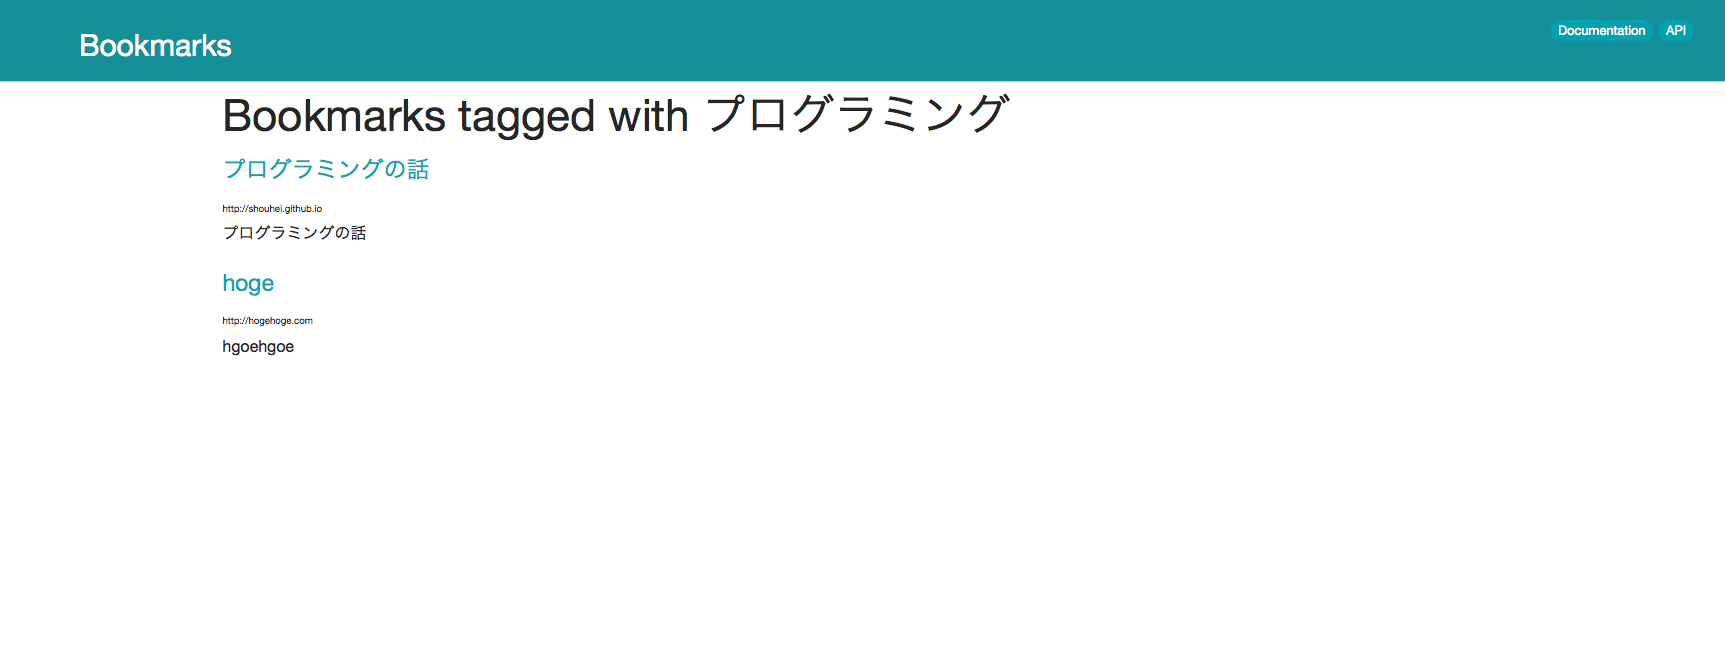 Bookmarks
Documentation API
Bookmarks tagged with プログラミング
プログラミングの話
http://shouhei.github.io
プログラミングの話
hoge
http://hogehoge.com
hgoehgoe